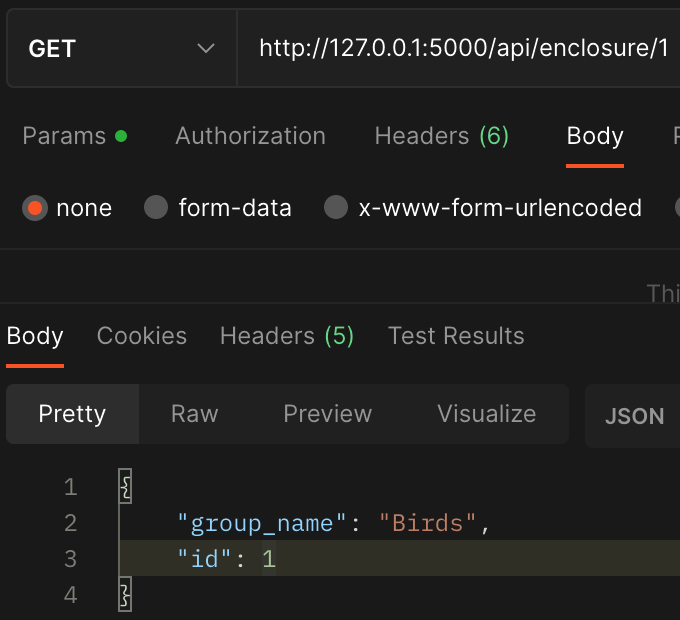 GET http://127.0.0.1:5000/api/enclosure/1
Params Authorization Headers (6) Body
none form-data x-www-form-urlencoded
Body Cookies Headers (5) Test Results
Pretty Raw Preview Visualize JSON
1 {
2 "group_name": "Birds",
3 "id": 1
4 }